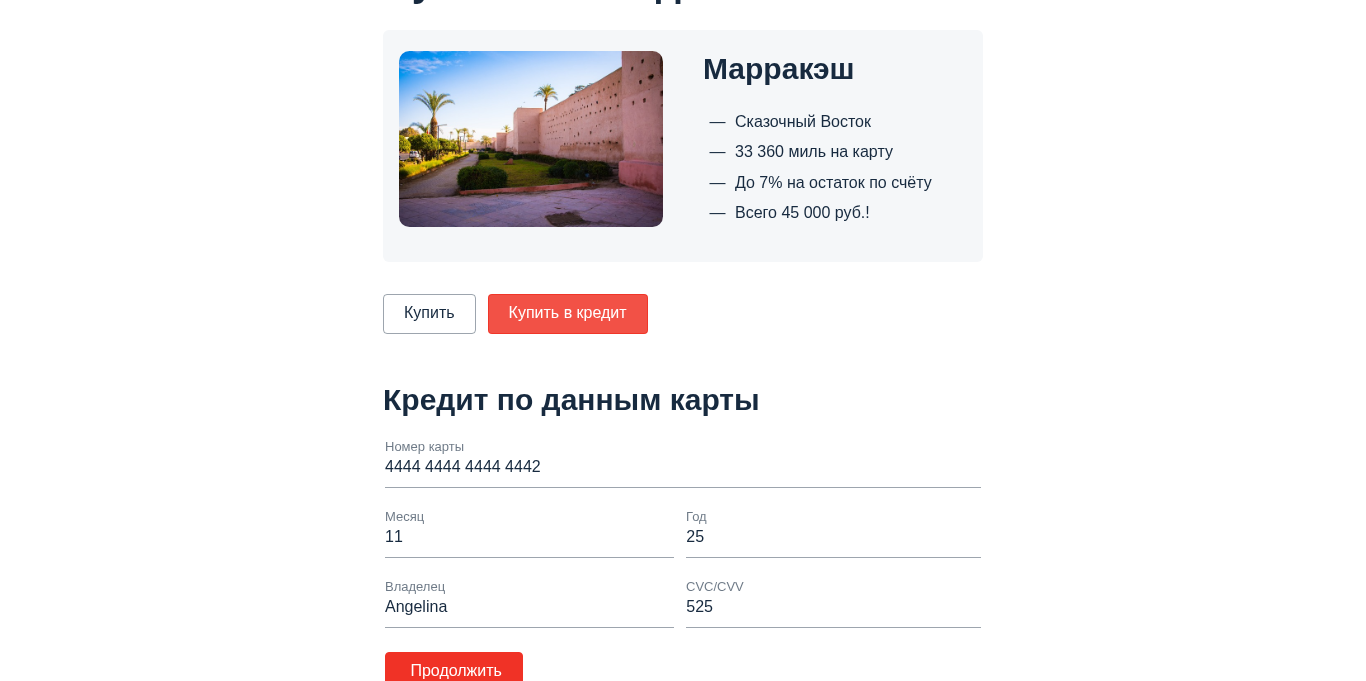 Марракэш
— Сказочный Восток
— 33 360 миль на карту
— До 7% на остаток по счёту
— Всего 45 000 руб.!
Купить
Купить в кредит
Кредит по данным карты
Номер карты
4444 4444 4444 4442
Месяц
Год
11
25
Владелец
CVC/CVV
Angelina
525
Продолжить